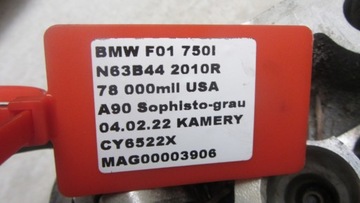 BMW F01 750I
N63B44 2010R
78 000mil USA
A90 Sophisto-grau
04.02.22 KAMERY
CY6522X
MAG00003906